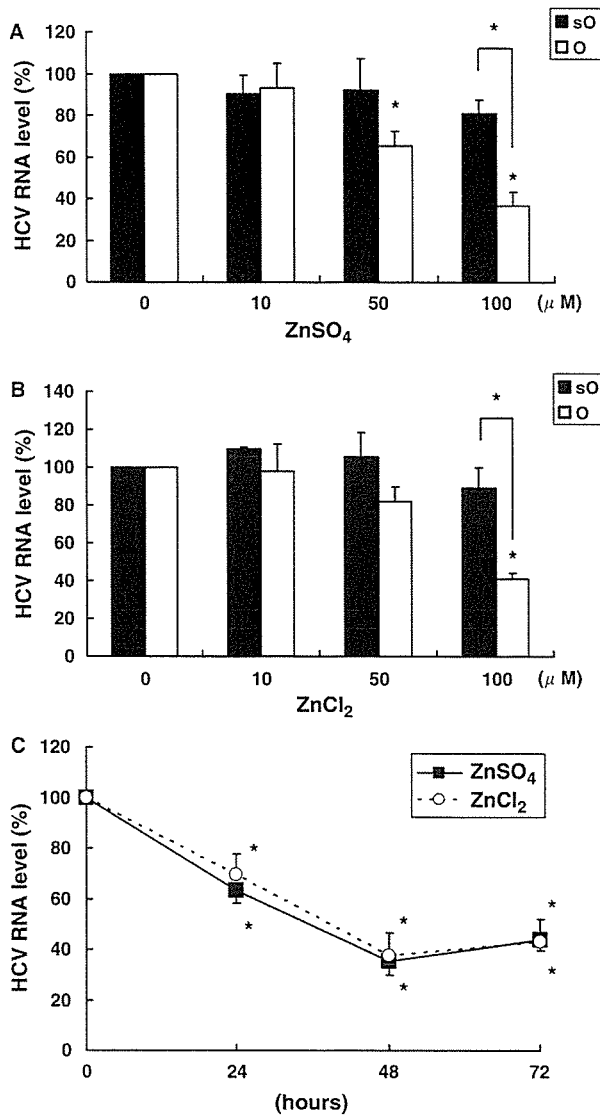 A
HCV RNA level (%)
120
100
80
60
40
20
0
sO
O
*
*
*
0 10 50 100 (μ M)
ZnSO4
B
HCV RNA level (%)
140
120
100
80
60
40
20
0
sO
O
*
*
0 10 50 100 (μ M)
ZnCl2
C
HCV RNA level (%)
120
100
80
60
40
20
0
ZnSO4
ZnCl2
*
*
*
*
*
*
0 24 48 72
(hours)